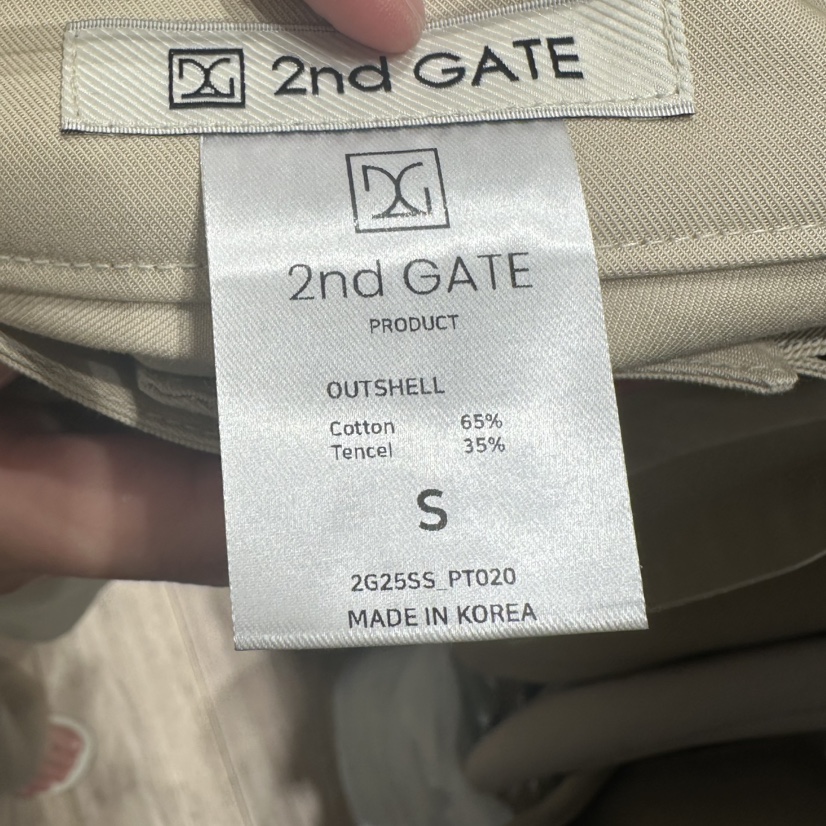 2nd GATE
2nd GATE
PRODUCT
OUTSHELL
Cotton 65%
Tencel 35%
S
2G25SS_PT020
MADE IN KOREA